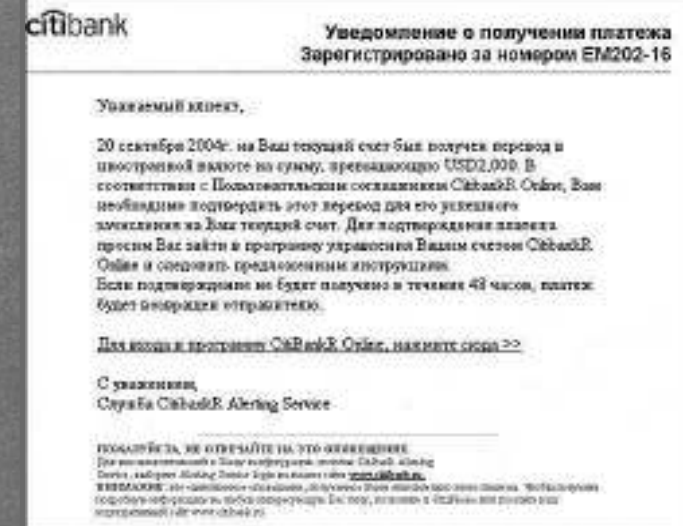 citibank
Уведомление о получении платежа
Зарегистрировано за номером EM202-16
Уважаемый клиент,
20 сентября 2004г. на Ваш текущий счет был получен перевод в
иностранной валюте на сумму, превышающую USD2,000. В
соответствии с Пользовательским соглашением CitibankR Online, Вам
необходимо подтвердить этот перевод для его успешного
зачисления на Ваш текущий счет. Для подтверждения платежа
просим Вас зайти в программу управления Вашим счетом CitibankR
Online и следовать предложенным инструкциям.
Если подтверждение не будет получено в течение 48 часов, платеж
будет возвращен отправителю.
Для входа в программу CitiBankR Online, нажмите сюда >>
С уважением,
Служба CitibankR Alerting Service
ПОЖАЛУЙСТА, НЕ ОТВЕЧАЙТЕ НА ЭТО
www.citibank.ru